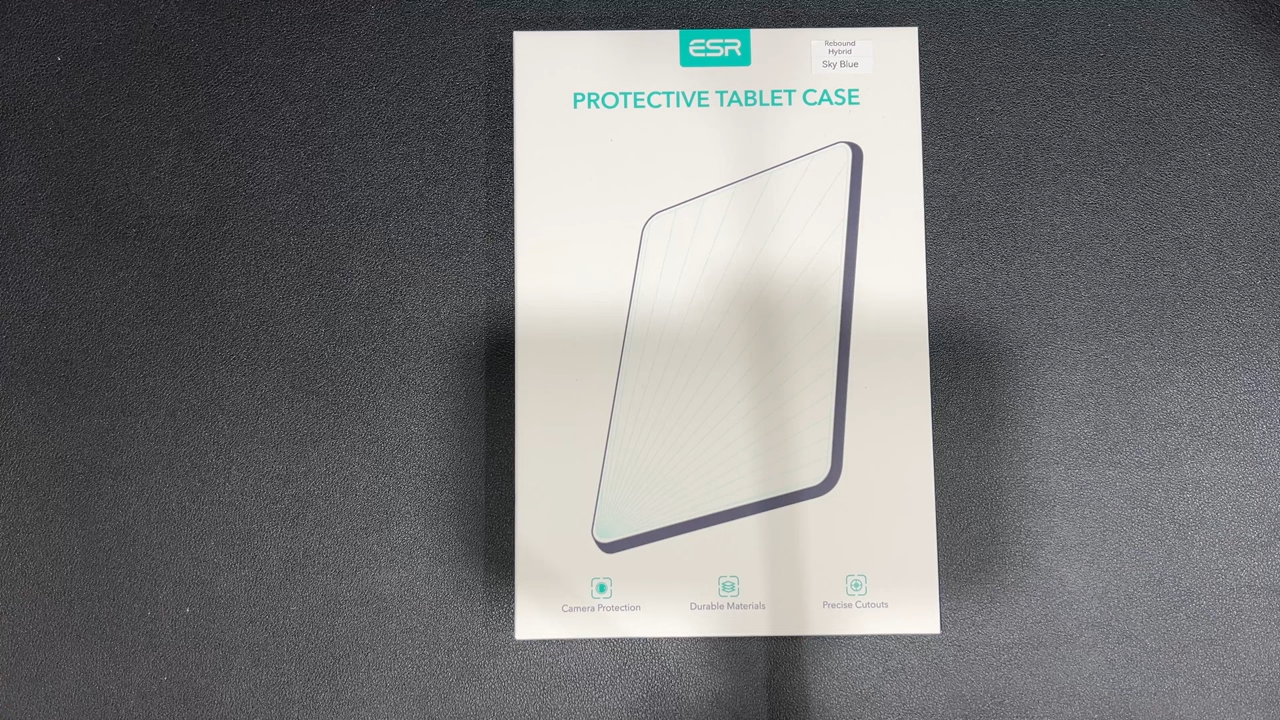 ESR
Rebound
Hybrid
Sky Blue
PROTECTIVE TABLET CASE
Camera Protection
Durable Materials
Precise Cutouts